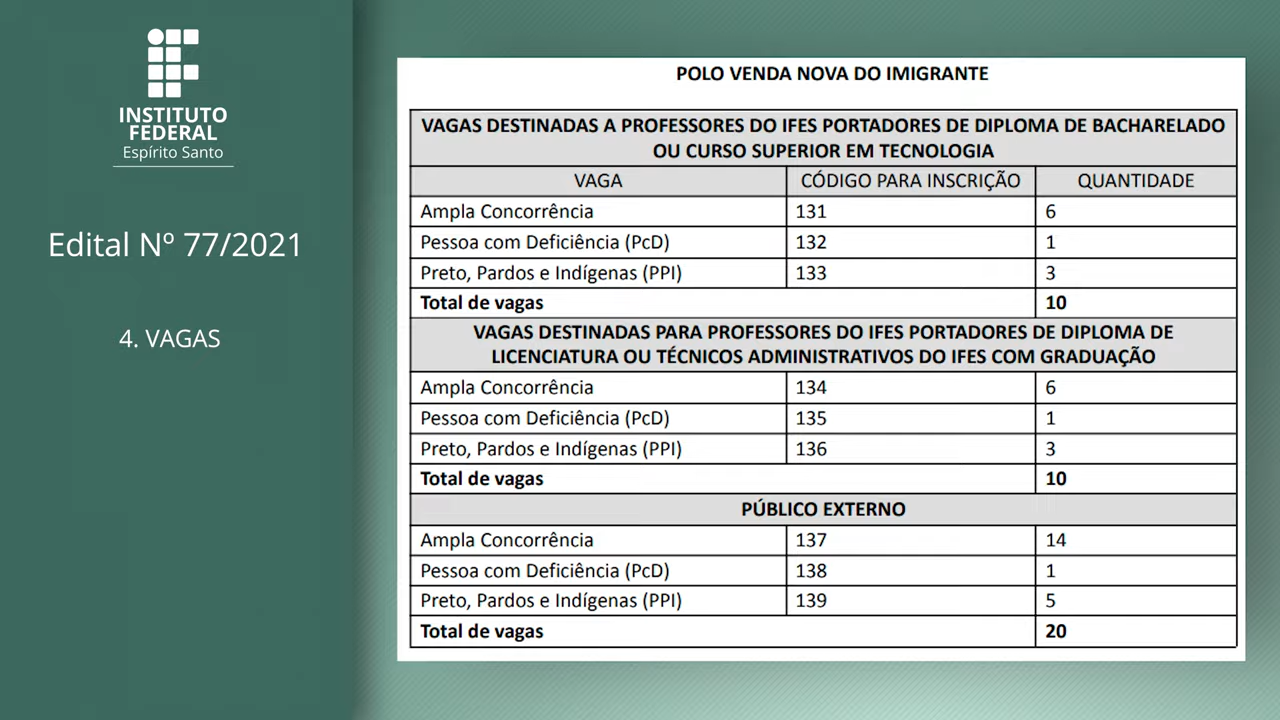 INSTITUTO
FEDERAL
Espírito Santo
Edital Nº 77/2021
4. VAGAS
POLO VENDA NOVA DO IMIGRANTE
VAGAS DESTINADAS A PROFESSORES DO IFES PORTADORES DE DIPLOMA DE BACHARELADO
OU CURSO SUPERIOR EM TECNOLOGIA
VAGA CÓDIGO PARA INSCRIÇÃO QUANTIDADE
Ampla Concorrência 131 6
Pessoa com Deficiência (PcD) 132 1
Preto, Pardos e Indígenas (PPI) 133 3
Total de vagas 10
VAGAS DESTINADAS PARA PROFESSORES DO IFES PORTADORES DE DIPLOMA DE
LICENCIATURA OU TÉCNICOS ADMINISTRATIVOS DO IFES COM GRADUAÇÃO
Ampla Concorrência 134 6
Pessoa com Deficiência (PcD) 135 1
Preto, Pardos e Indígenas (PPI) 136 3
Total de vagas 10
PÚBLICO EXTERNO
Ampla Concorrência 137 14
Pessoa com Deficiência (PcD) 138 1
Preto, Pardos e Indígenas (PPI) 139 5
Total de vagas 20